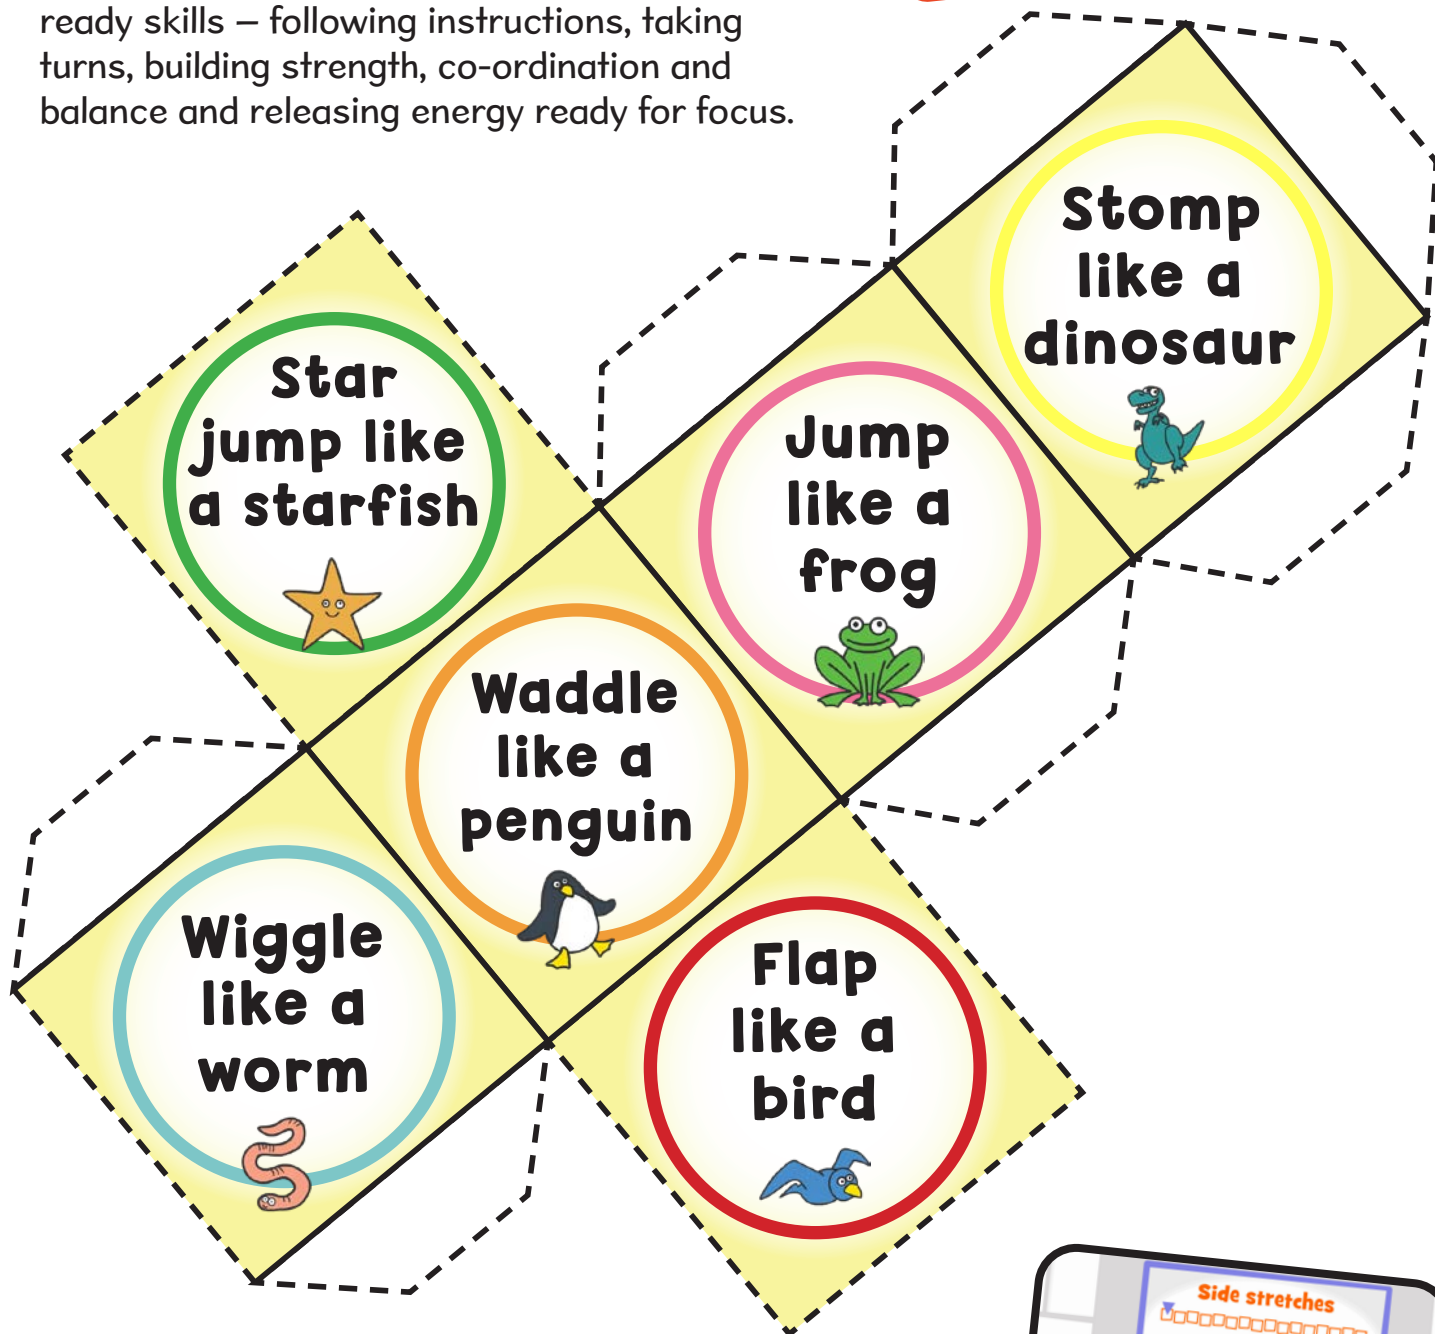 ready skills – following instructions, taking
turns, building strength, co-ordination and
balance and releasing energy ready for focus.
Stomp
like a
dinosaur
Star
jump like
a starfish
Jump
like a
frog
Waddle
like a
penguin
Wiggle
like a
worm
Flap
like a
bird
Side stretches